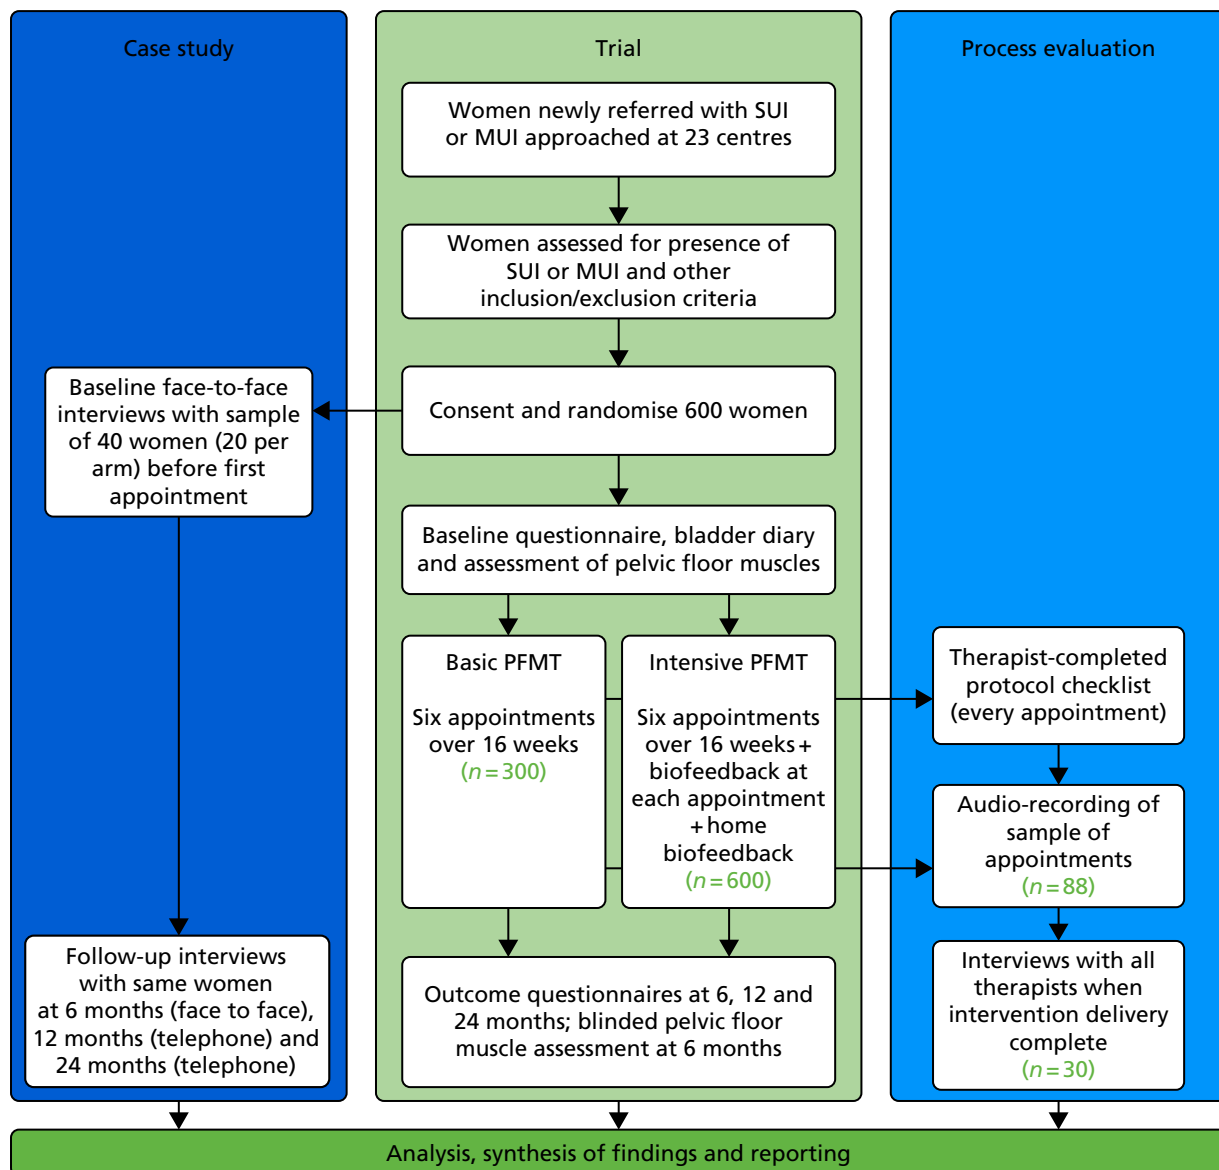 Case study
Trial
Process evaluation
Women newly referred with SUI
or MUI approached at 23 centres
Women assessed for presence of
SUI or MUI and other
inclusion/exclusion criteria
Consent and randomise 600 women
Baseline face-to-face
interviews with sample
of 40 women (20 per
arm) before first
appointment
Baseline questionnaire, bladder diary
and assessment of pelvic floor muscles
Basic PFMT
Six appointments
over 16 weeks
(n=300)
Intensive PFMT
Six appointments
over 16 weeks+
biofeedback at
each appointment
+home
biofeedback
(n=600)
Therapist-completed
protocol checklist
(every appointment)
Audio-recording of
sample of
appointments
(n=88)
Follow-up interviews
with same women
at 6 months (face to face),
12 months (telephone) and
24 months (telephone)
Outcome questionnaires at 6, 12 and
24 months; blinded pelvic floor
muscle assessment at 6 months
Interviews with all
therapists when
intervention delivery
complete
(n=30)
Analysis, synthesis of findings and reporting